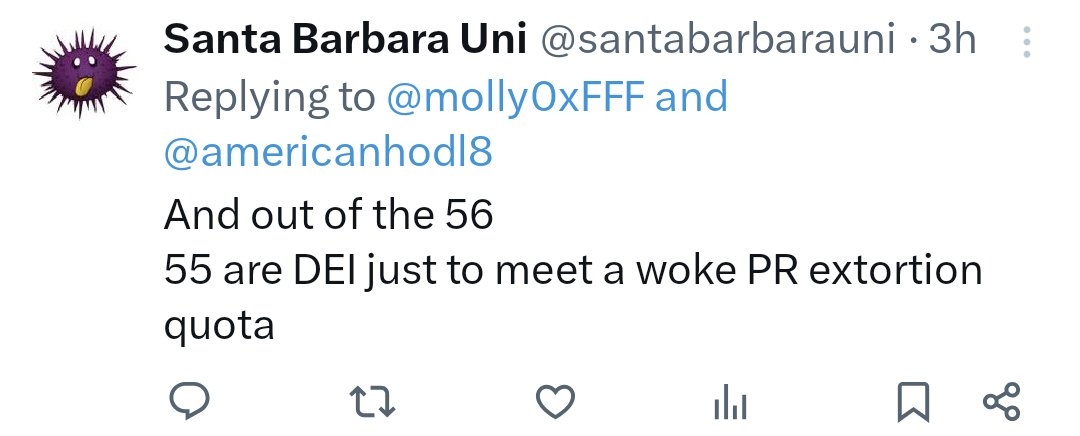 Santa Barbara Uni @santabarbarauni · 3h
Replying to @molly0xFFF and
@americanhodl8
And out of the 56
55 are DEI just to meet a woke PR extortion
quota